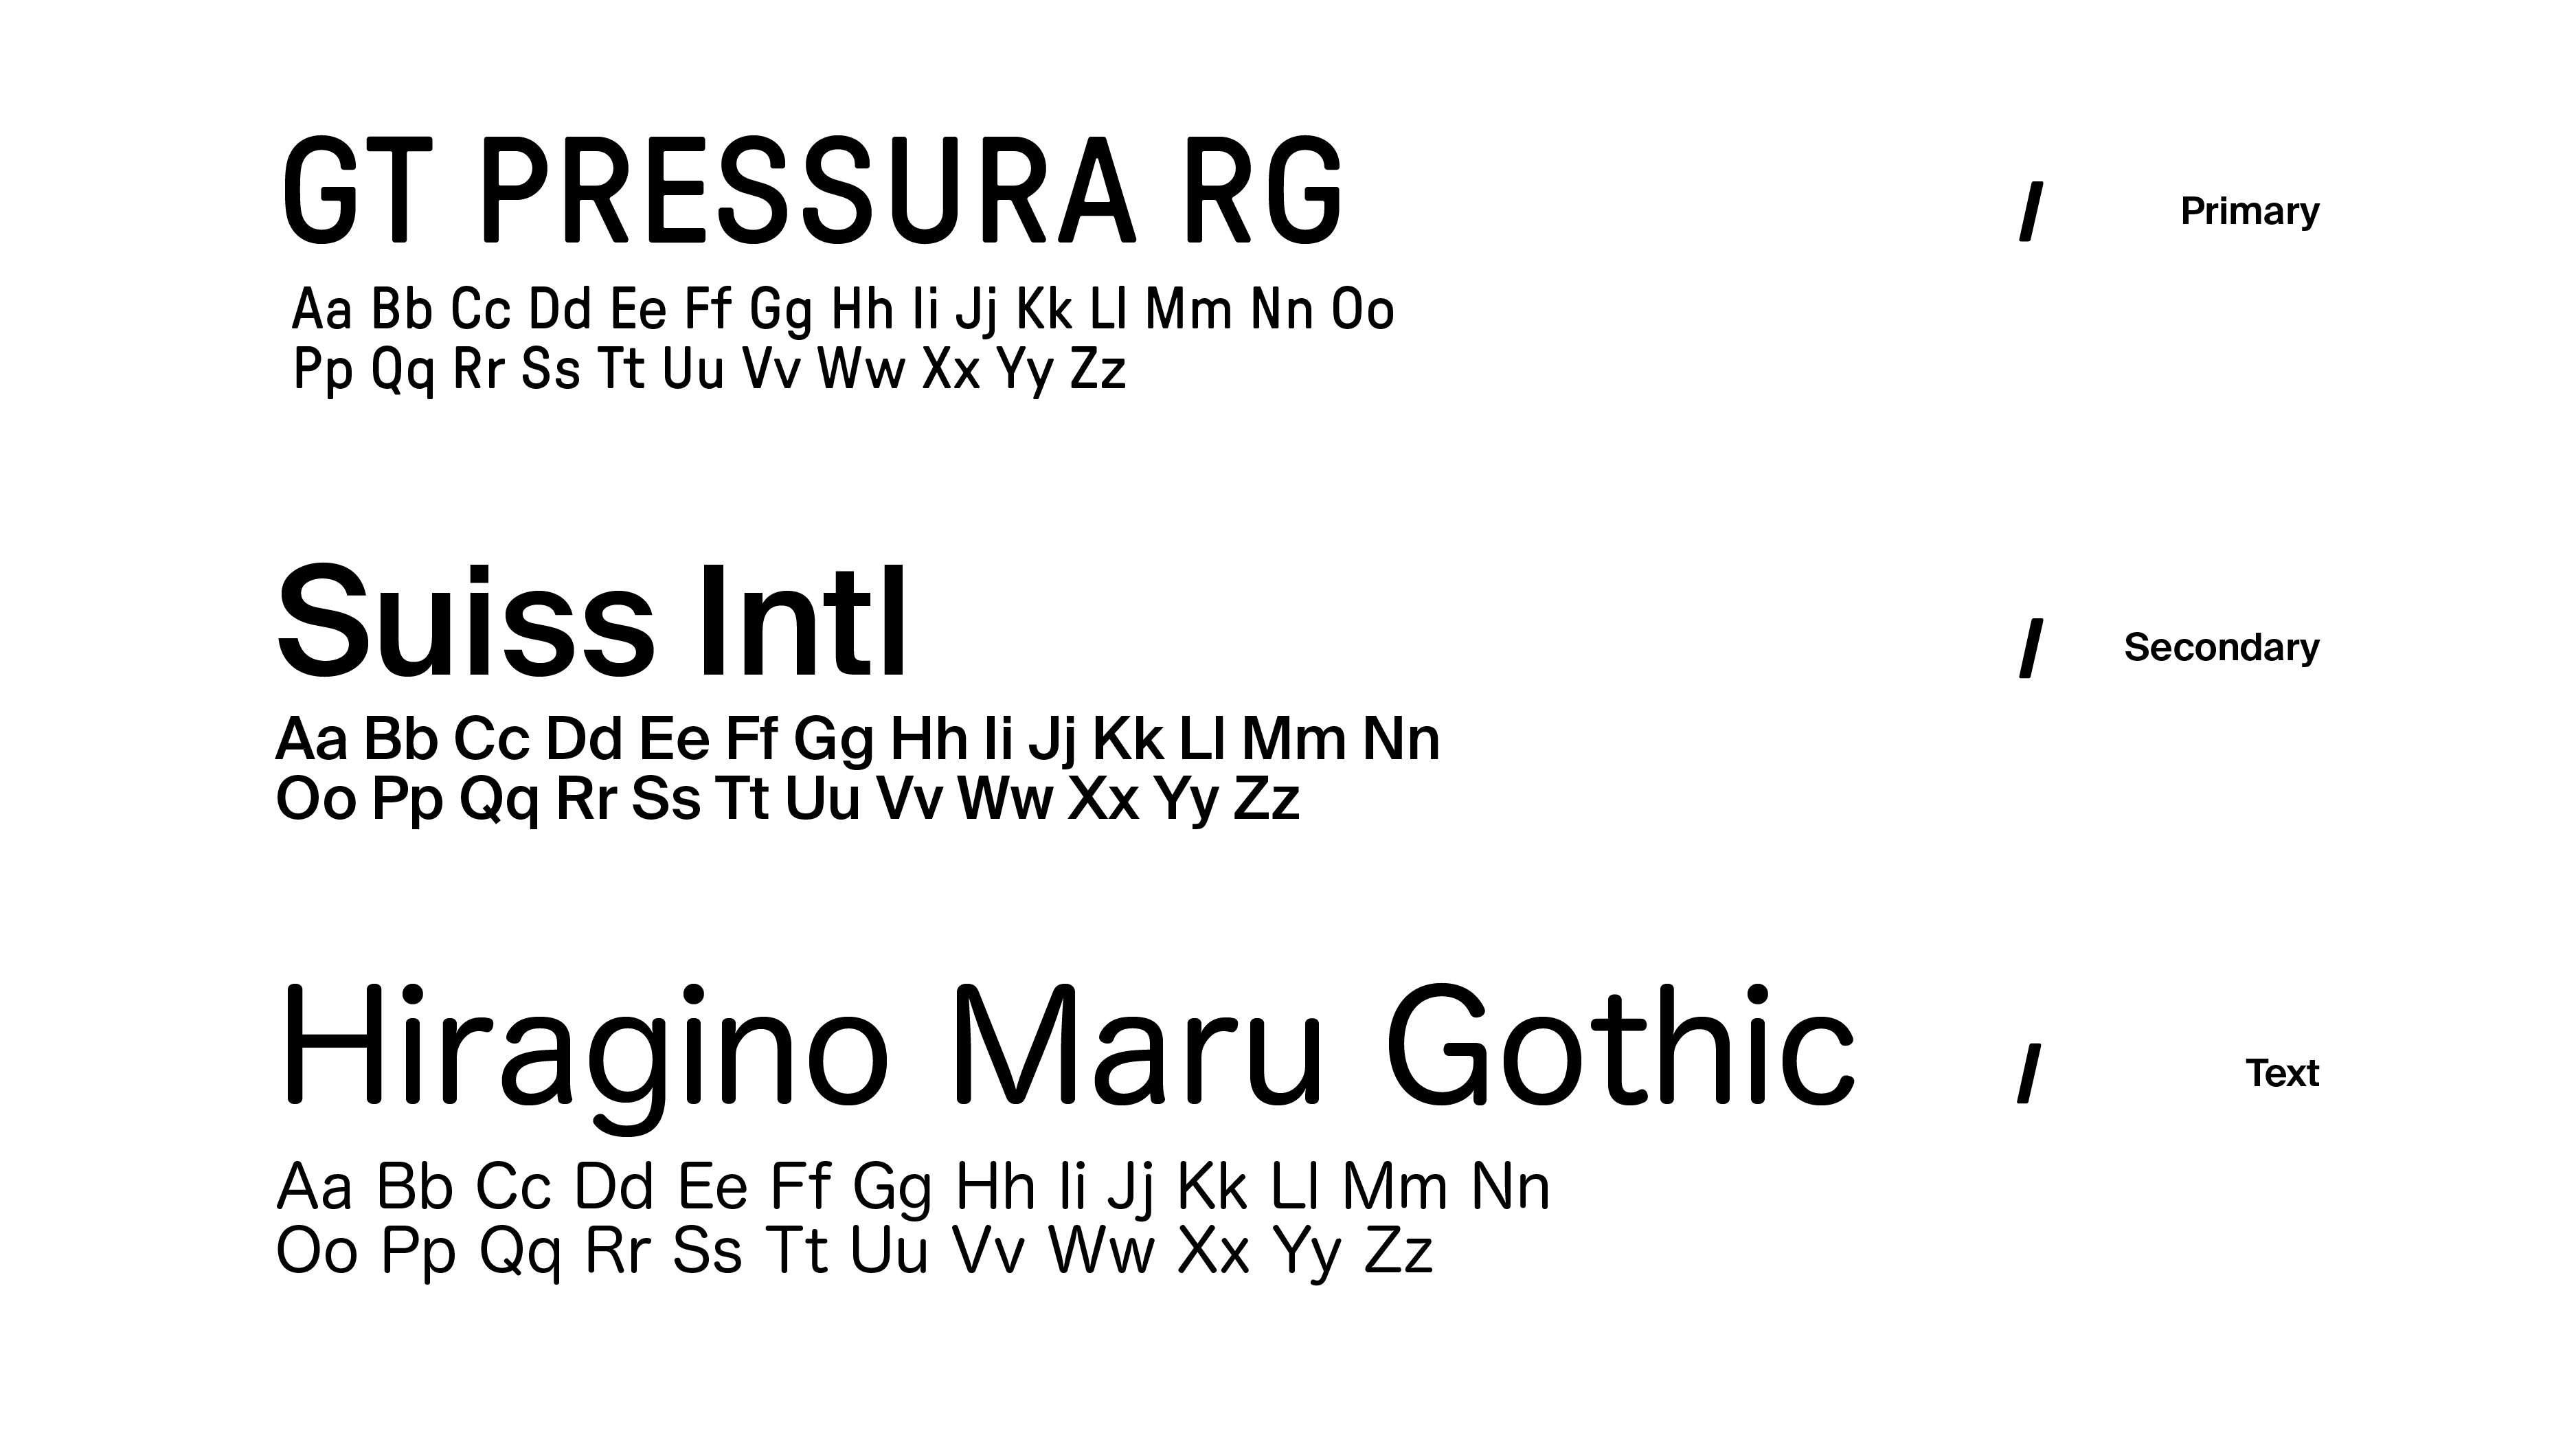 GT PRESSURA RG
/ Primary
Aa Bb Cc Dd Ee Ff Gg Hh Ii Jj Kk Ll Mm Nn Oo
Pp Qq Rr Ss Tt Uu Vv Ww Xx Yy Zz
Suiss Intl
/ Secondary
Aa Bb Cc Dd Ee Ff Gg Hh Ii Jj Kk Ll Mm Nn
Oo Pp Qq Rr Ss Tt Uu Vv Ww Xx Yy Zz
Hiragino Maru Gothic
/ Text
Aa Bb Cc Dd Ee Ff Gg Hh Ii Jj Kk Ll Mm Nn
Oo Pp Qq Rr Ss Tt Uu Vv Ww Xx Yy Zz